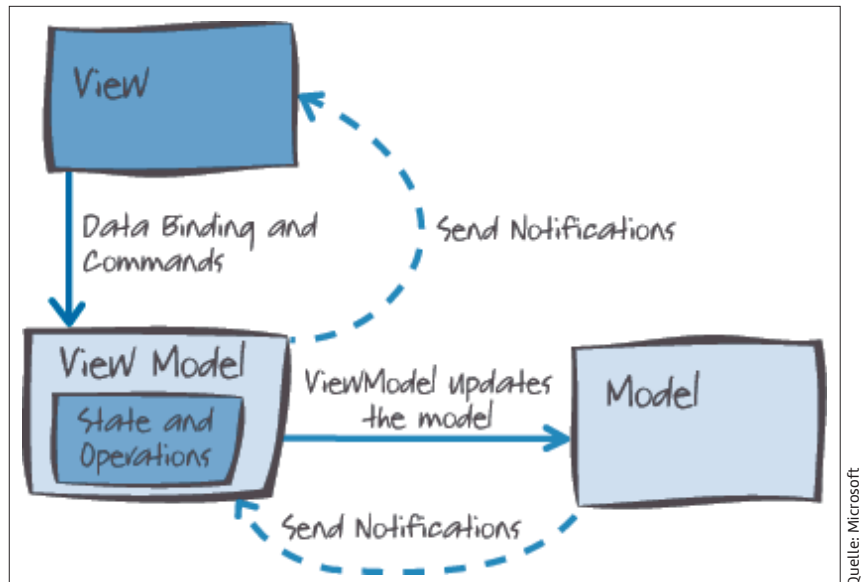 View
Data Binding and
Commands
Send Notifications
View Model
State and
Operations
ViewModel updates
the model
Model
Send Notifications
Quelle: Microsoft